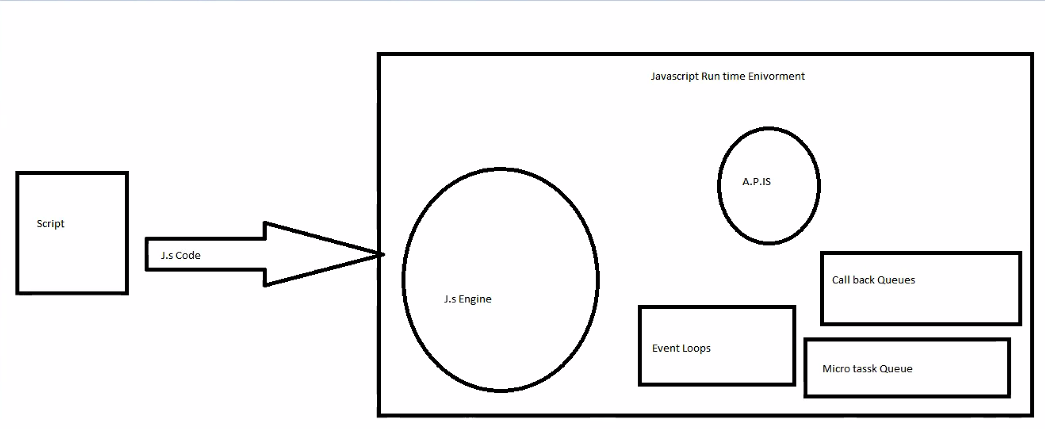 Javascript Run time Enivorment
A.P.IS
Script
J.s Code
Call back Queues
J.s Engine
Event Loops
Micro tassk Queue